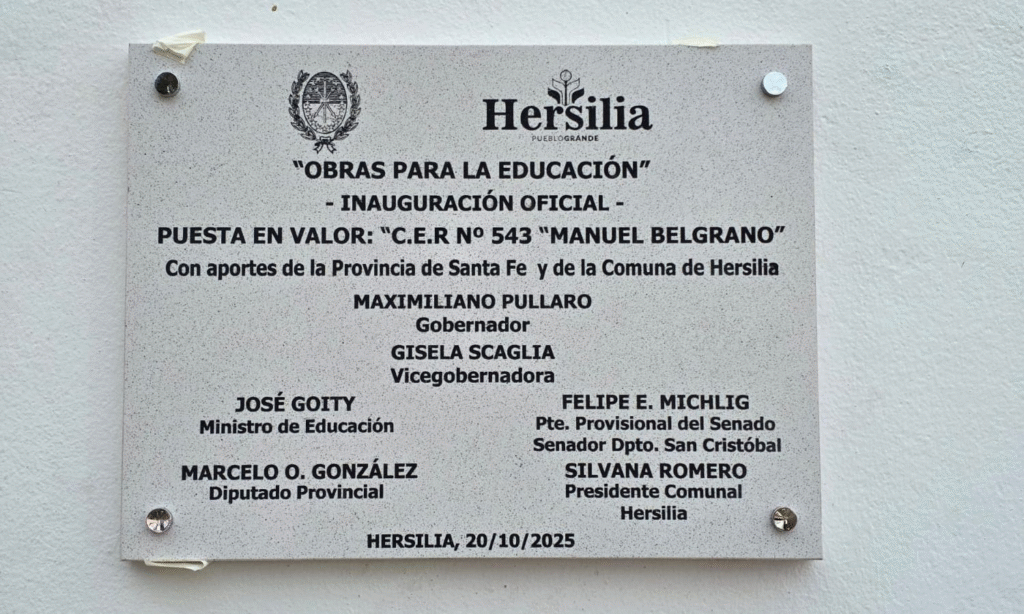 Hersilia
PUEBLOGRANDE
"OBRAS PARA LA EDUCACIÓN"
- INAUGURACIÓN OFICIAL -
PUESTA EN VALOR: "C.E.R Nº 543 "MANUEL BELGRANO"
Con aportes de la Provincia de Santa Fe y de la Comuna de Hersilia
MAXIMILIANO PULLARO
Gobernador
GISELA SCAGLIA
Vicegobernadora
JOSÉ GOITY
Ministro de Educación
FELIPE E. MICHLIG
Pte. Provisional del Senado
Senador Dpto. San Cristóbal
MARCELO O. GONZÁLEZ
Diputado Provincial
SILVANA ROMERO
Presidente Comunal
Hersilia
HERSILIA, 20/10/2025